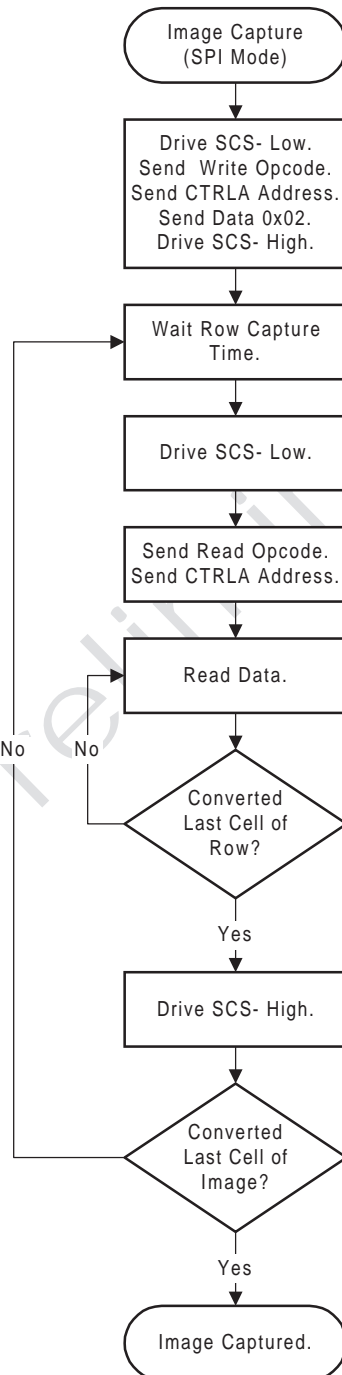 Image Capture
(SPI Mode)
Drive SCS- Low.
Send Write Opcode.
Send CTRLA Address.
Send Data 0x02.
Drive SCS- High.
Wait Row Capture
Time.
Drive SCS- Low.
Send Read Opcode.
Send CTRLA Address.
Read Data.
No
No
Converted
Last Cell of
Row?
Yes
Drive SCS- High.
Converted
Last Cell of
Image?
Yes
Image Captured.